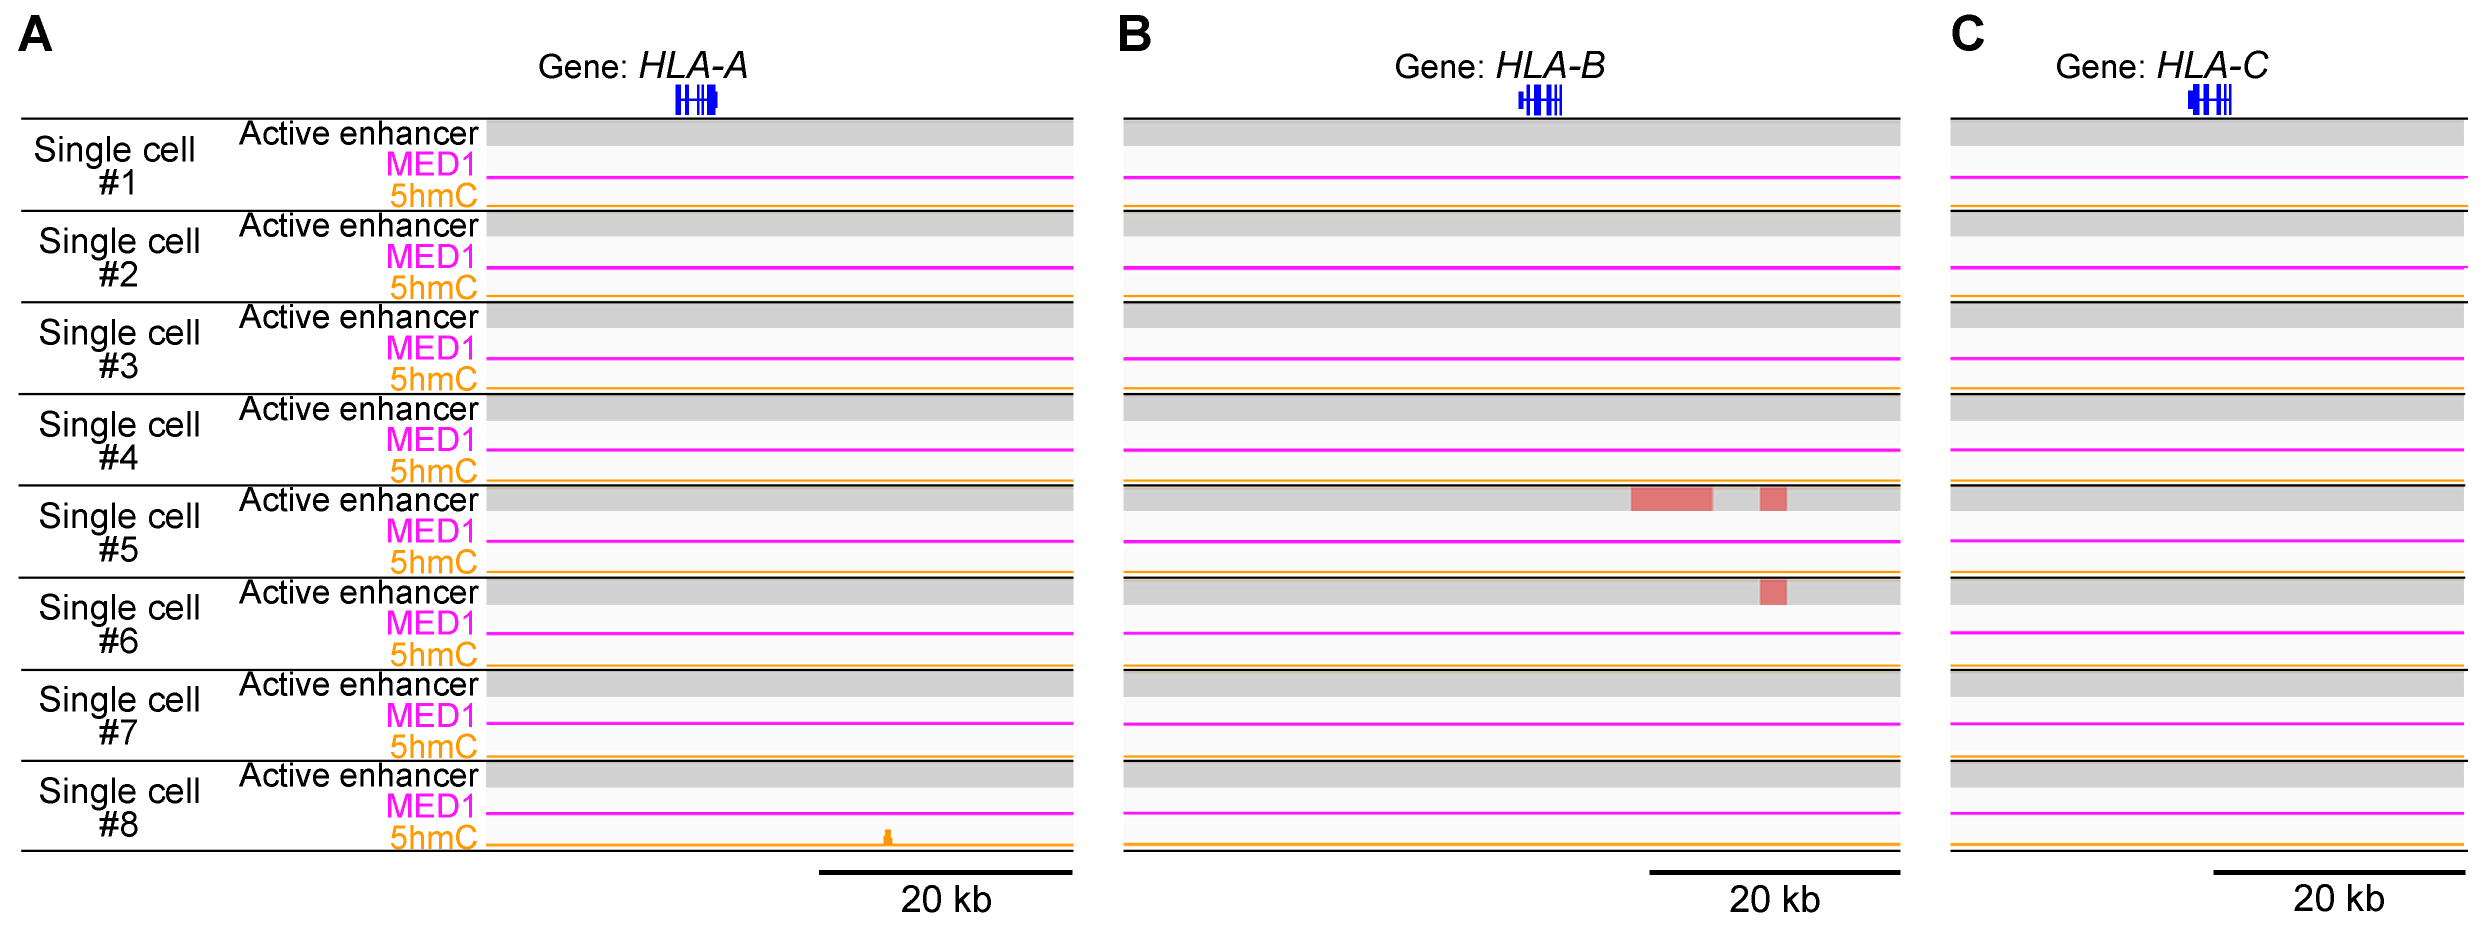 A
B
C
Gene: HLA-A
Gene: HLA-B
Gene: HLA-C
Single cell
#1
Active enhancer
MED1
5hmC
Single cell
#2
Active enhancer
MED1
5hmC
Single cell
#3
Active enhancer
MED1
5hmC
Single cell
#4
Active enhancer
MED1
5hmC
Single cell
#5
Active enhancer
MED1
5hmC
Single cell
#6
Active enhancer
MED1
5hmC
Single cell
#7
Active enhancer
MED1
5hmC
Single cell
#8
Active enhancer
MED1
5hmC
20 kb
20 kb
20 kb